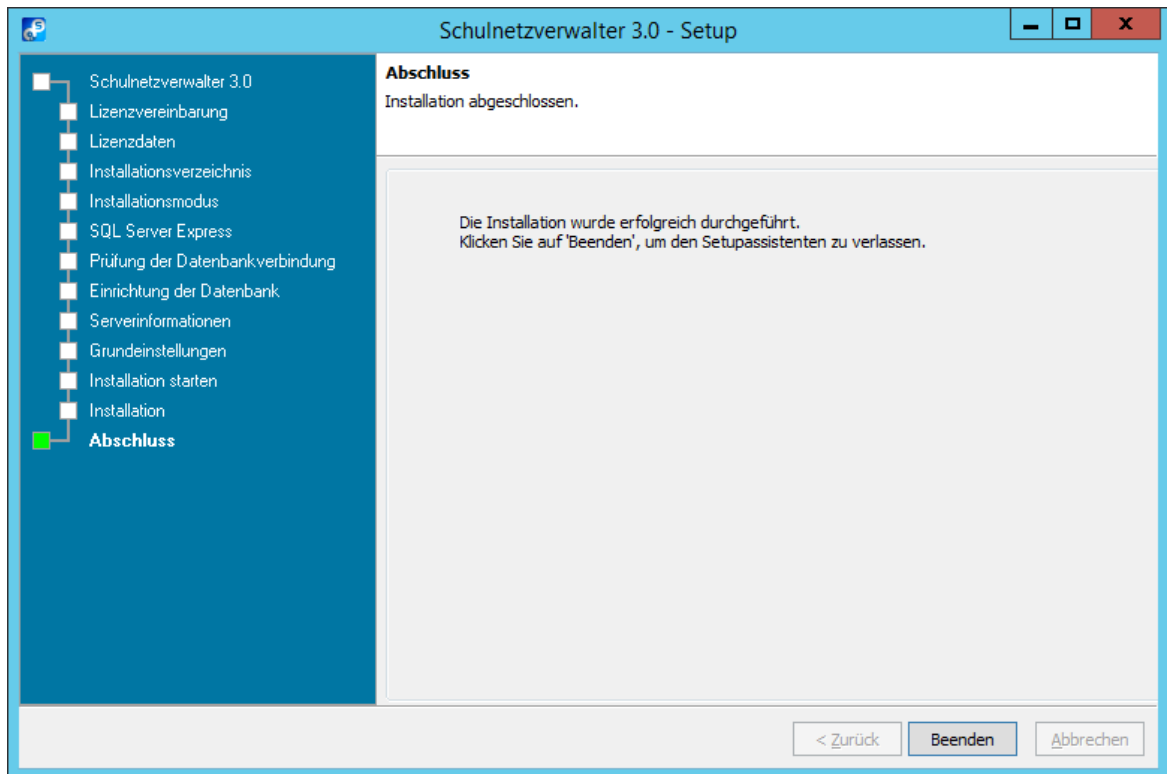 Schulnetzverwalter 3.0 - Setup
Schulnetzverwalter 3.0
Lizenzvereinbarung
Lizenzdaten
Installationsverzeichnis
Installationsmodus
SQL Server Express
Prüfung der Datenbankverbindung
Einrichtung der Datenbank
Serverinformationen
Grundeinstellungen
Installation starten
Installation
Abschluss
Abschluss
Installation abgeschlossen.
Die Installation wurde erfolgreich durchgeführt.
Klicken Sie auf 'Beenden', um den Setupassistenten zu verlassen.
< Zurück Beenden Abbrechen